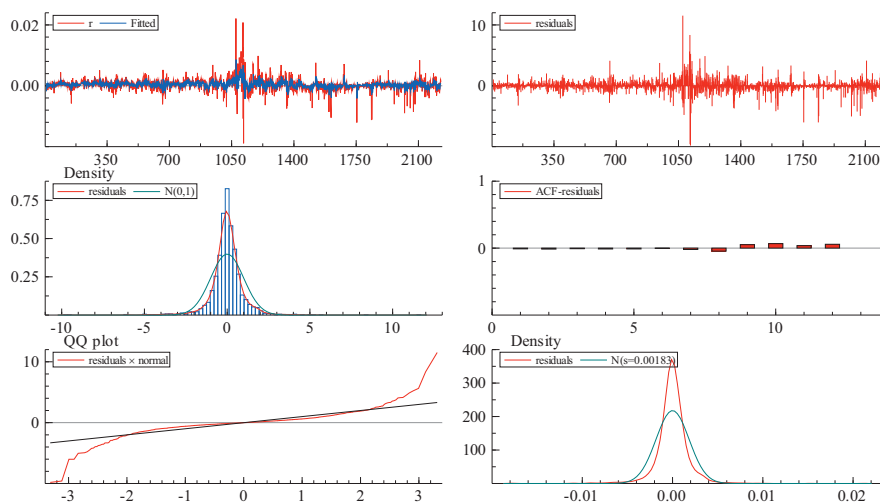 r Fitted
0.02
0.00
350 700 1050 1400 1750 2100
residuals
10
0
350 700 1050 1400 1750 2100
Density
residuals N(0,1)
0.75
0.50
0.25
-10 -5 0 5 10
ACF-residuals
1
0
0 5 10
QQ plot
residuals × normal
10
0
-3 -2 -1 0 1 2 3
Density
residuals N(s=0.00183)
400
300
200
100
-0.01 0.00 0.01 0.02